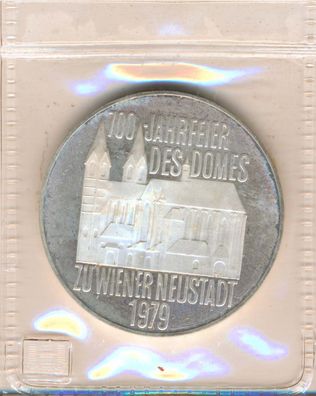 700 JAHRFEIER
DES DOMES
ZU WIENER NEUSTADT
1979